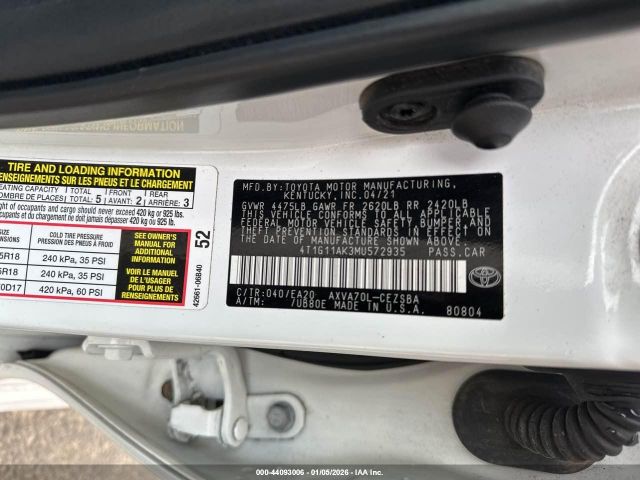 TIRE AND LOADING INFORMATION
RENSEIGNEMENTS SUR LES PNEUS ET LE CHARGEMENT
SEATING CAPACITY TOTAL 5 FRONT 2 REAR 3
NOMBRE DE PLACES TOTAL: 5 AVANT: 2 ARRIÈRE: 3
of occupants and cargo should never exceed 420 kg or 925 lbs.
des occupants et du chargement ne doit jamais dépasser 420 kg ou 925 lb.
COLD TIRE PRESSURE
PRESSION DES PNEUS À FROID
5R18 240 kPa, 35 PSI
5R18 240 kPa, 35 PSI
0D17 420 kPa, 60 PSI
SEE OWNER'S MANUAL FOR ADDITIONAL INFORMATION
VOIR LE MANUEL DE L'USAGER POUR PLUS DE RENSEIGNEMENTS
52
42661-06840
MFD.BY: TOYOTA MOTOR MANUFACTURING,
KENTUCKY, INC. 04/21
GVWR 4475LB GAWR FR 2620LB RR 2420LB
THIS VEHICLE CONFORMS TO ALL APPLICABLE
FEDERAL MOTOR VEHICLE SAFETY, BUMPER, AND
THEFT PREVENTION STANDARDS IN EFFECT ON
THE DATE OF MANUFACTURE SHOWN ABOVE.
4T1G11AK3MU572935 PASS.CAR
C/TR: 040/EA20 AXVA70L-CEZSBA
A/TM: /UB80E MADE IN U.S.A.
80804
TOYOTA
000-44093006 | 01/05/2026 - IAA Inc.